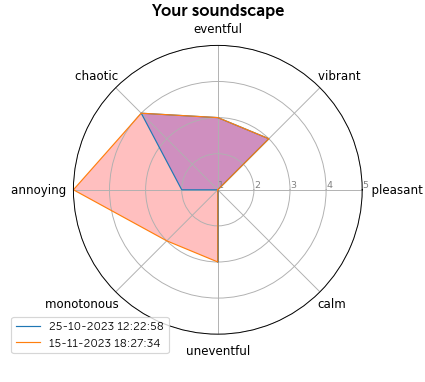 Your soundscape
eventful
chaotic
vibrant
annoying
1 2 3 4 5
pleasant
monotonous
calm
uneventful
25-10-2023 12:22:58
15-11-2023 18:27:34